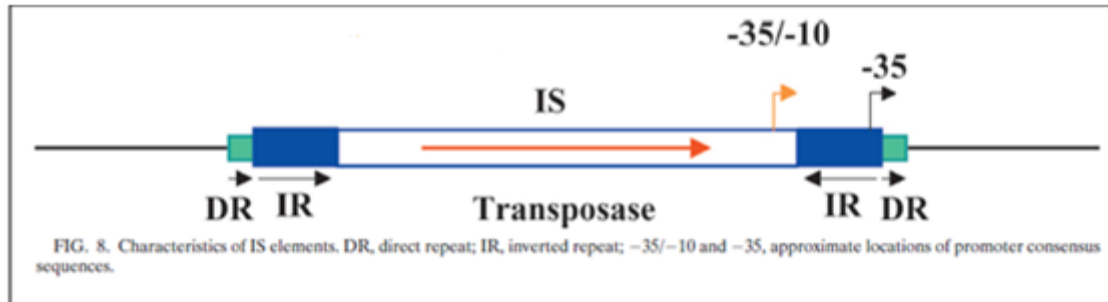 -35/-10
-35
IS
DR IR Transposase IR DR
FIG. 8. Characteristics of IS elements. DR, direct repeat; IR, inverted repeat; −35/−10 and −35, approximate locations of promoter consensus
sequences.